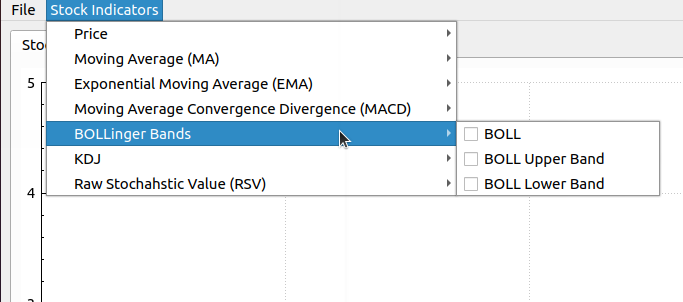 File Stock Indicators
Price
Moving Average (MA)
Exponential Moving Average (EMA)
Moving Average Convergence Divergence (MACD)
BOLLinger Bands
KDJ
Raw Stochahstic Value (RSV)
BOLL
BOLL Upper Band
BOLL Lower Band
Stoc
5
4